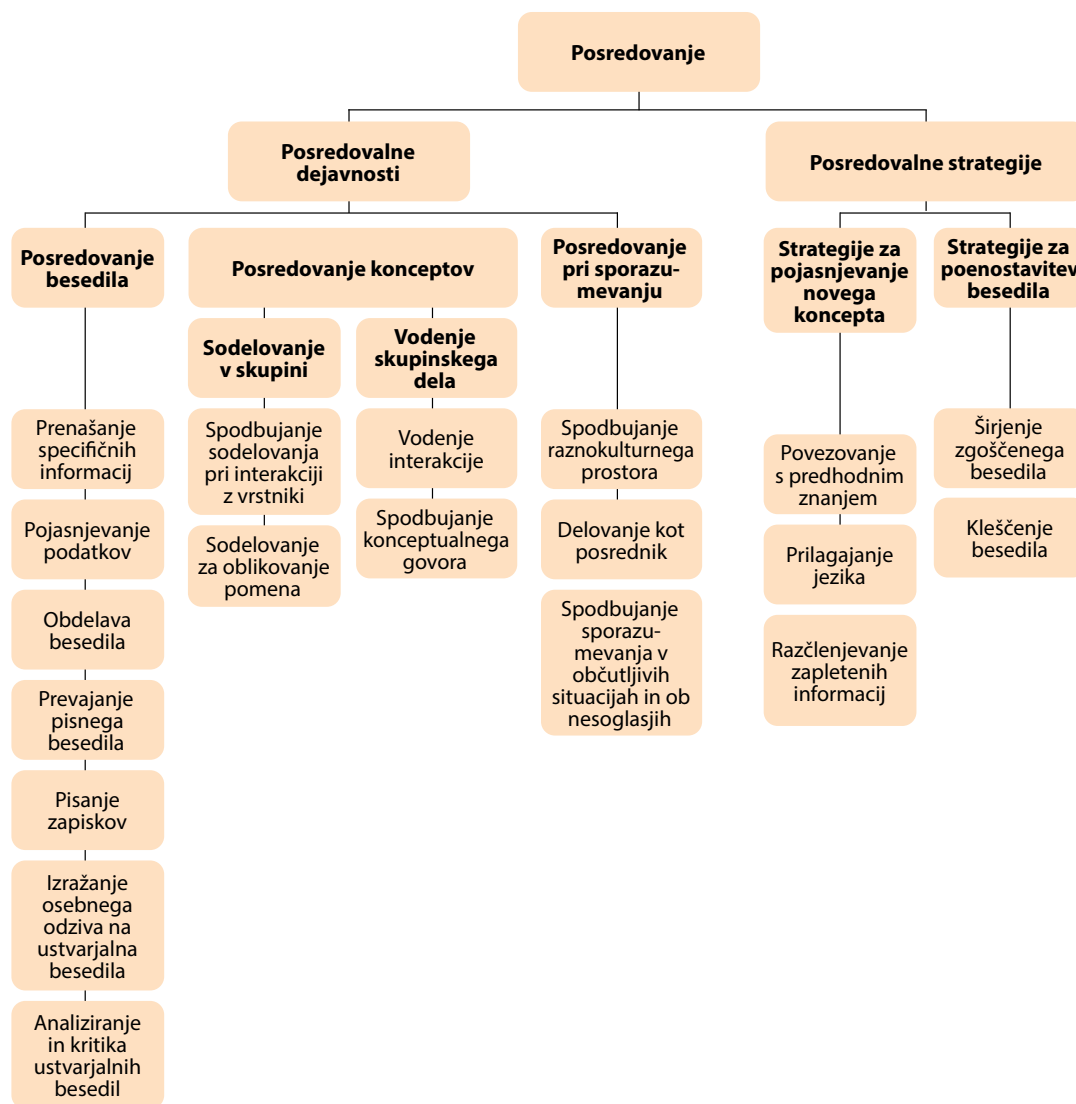 Posredovanje
Posredovalne
dejavnosti
Posredovalne strategije
Posredovanje
besedila
Posredovanje konceptov
Posredovanje
pri sporazu-
mevanju
Strategije za
pojasnjevanje
novega
koncepta
Strategije za
poenostavitev
besedila
Sodelovanje
v skupini
Vodenje
skupinskega
dela
Prenašanje
specifičnih
informacij
Pojasnjevanje
podatkov
Obdelava
besedila
Prevajanje
pisnega
besedila
Pisanje
zapiskov
Izražanje
osebnega
odziva na
ustvarjalna
besedila
Analiziranje
in kritika
ustvarjalnih
besedil
Spodbujanje
sodelovanja
pri interakciji
z vrstniki
Sodelovanje
za oblikovanje
pomena
Vodenje
interakcije
Spodbujanje
konceptualnega
govora
Spodbujanje
raznokulturnega
prostora
Delovanje kot
posrednik
Spodbujanje
sporazu-
mevanja v
občutljivih
situacijah in ob
nesoglasjih
Povezovanje
s predhodnim
znanjem
Prilagajanje
jezika
Razčlenjevanje
zapletenih
informacij
Širjenje
zgoščenega
besedila
Kleščenje
besedila